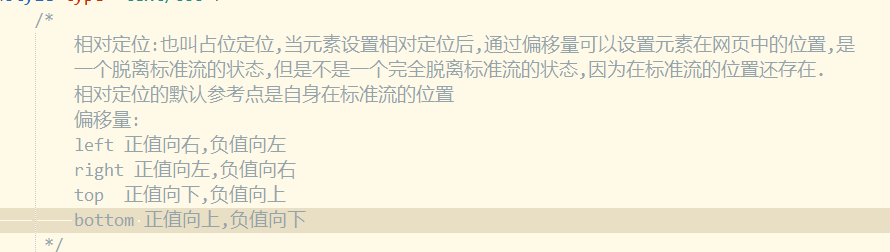 /*
相对定位:也叫占位定位,当元素设置相对定位后,通过偏移量可以设置元素在网页中的位置,是
一个脱离标准流的状态,但是不是一个完全脱离标准流的状态,因为在标准流的位置还存在.
相对定位的默认参考点是自身在标准流的位置
偏移量:
left 正值向右,负值向左
right 正值向左,负值向右
top  正值向下,负值向上
bottom 正值向上,负值向下
*/